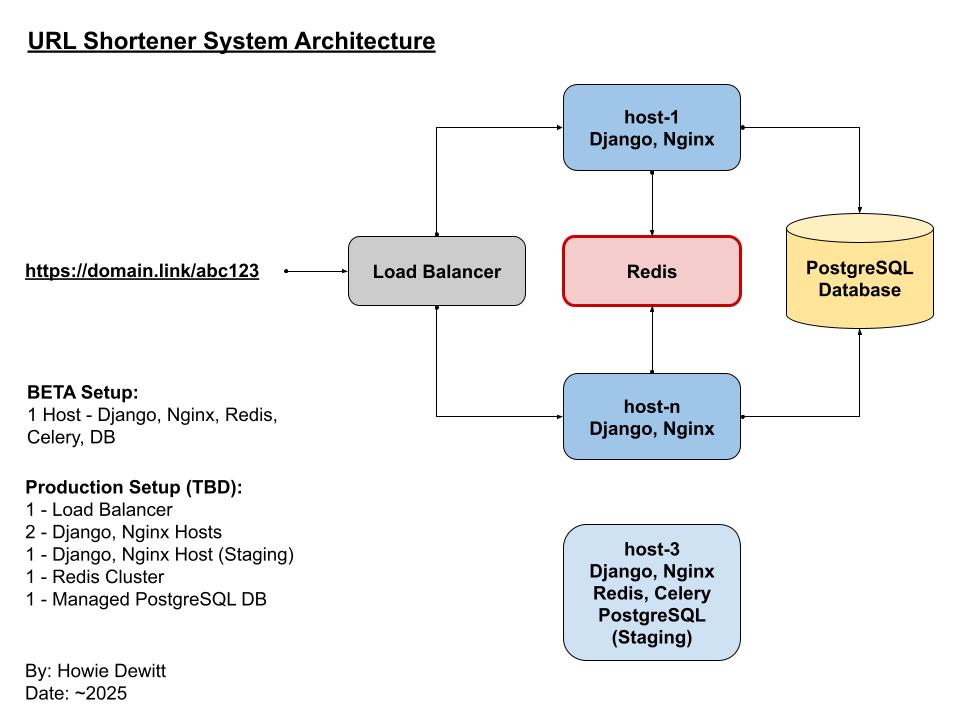 URL Shortener System Architecture
host-1
Django, Nginx
https://domain.link/abc123
Load Balancer
Redis
PostgreSQL
Database
host-n
Django, Nginx
BETA Setup:
1 Host - Django, Nginx, Redis,
Celery, DB
Production Setup (TBD):
1 - Load Balancer
2 - Django, Nginx Hosts
1 - Django, Nginx Host (Staging)
1 - Redis Cluster
1 - Managed PostgreSQL DB
host-3
Django, Nginx
Redis, Celery
PostgreSQL
(Staging)
By: Howie Dewitt
Date: ~2025